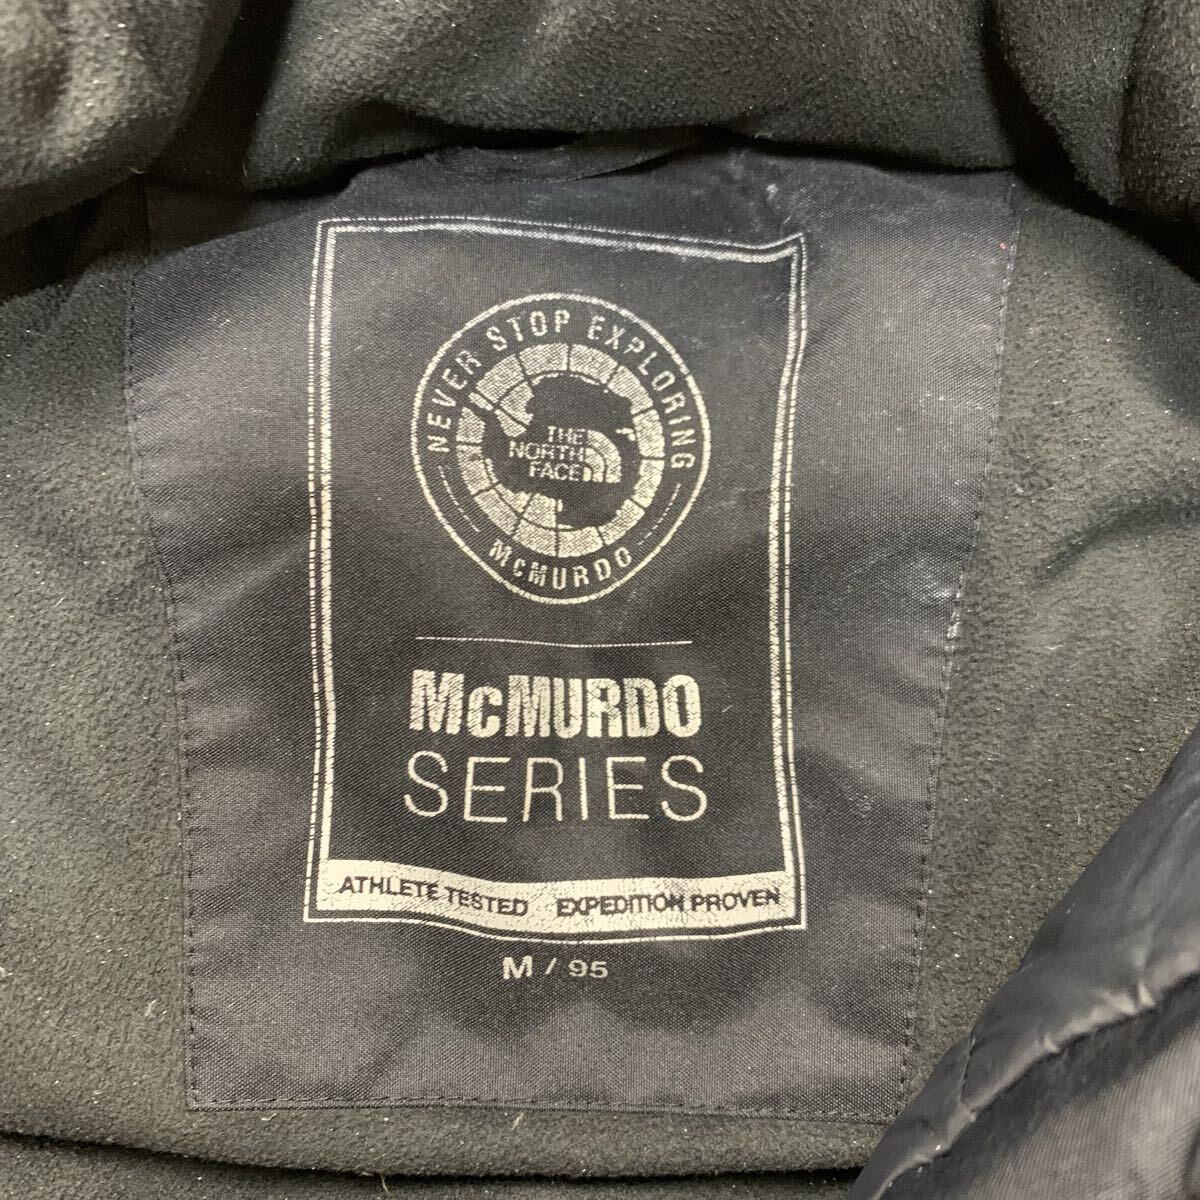 NEVER STOP EXPLORING
THE
NORTH
FACE
McMURDO
McMURDO
SERIES
ATHLETE TESTED EXPEDITION PROVEN
M / 95